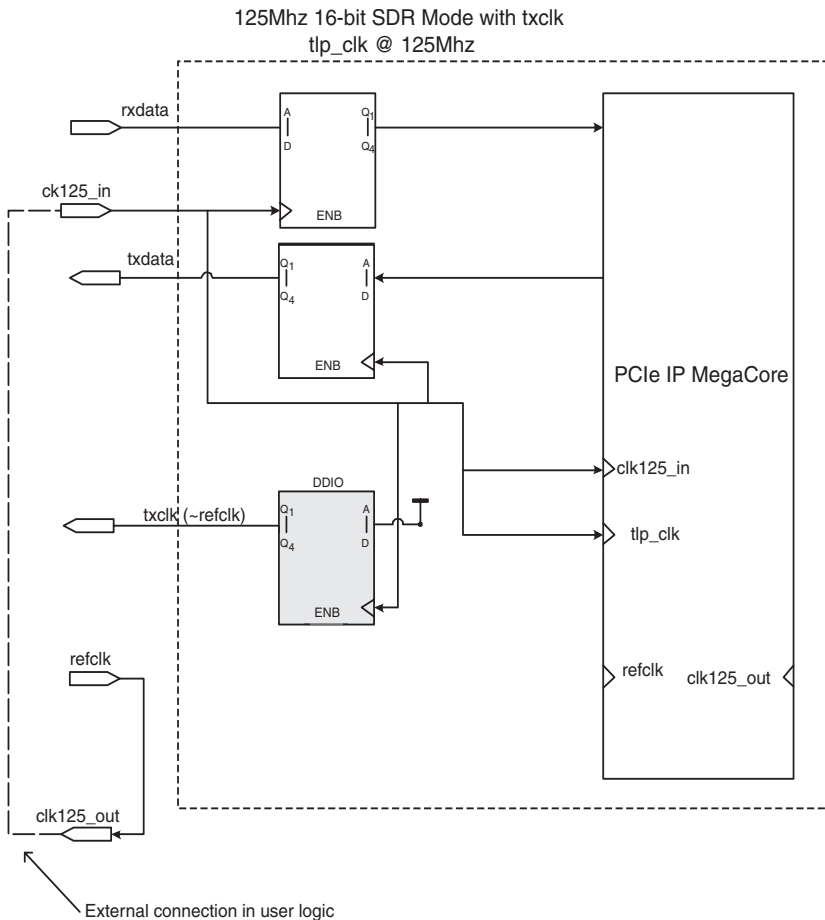 125Mhz 16-bit SDR Mode with txclk
tlp_clk @ 125Mhz
rxdata
A
D
Q1
Q4
ENB
ck125_in
txdata
Q1
Q4
A
D
ENB
PCIe IP MegaCore
clk125_in
DDIO
txclk (~refclk)
Q1
Q4
A
D
ENB
tlp_clk
refclk
refclk
clk125_out
clk125_out
External connection in user logic